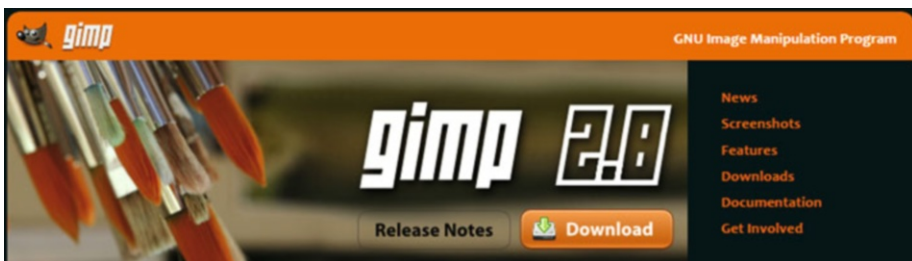 gimp
GNU Image Manipulation Program
gimp 2.8
Release Notes
Download
News
Screenshots
Features
Downloads
Documentation
Get Involved